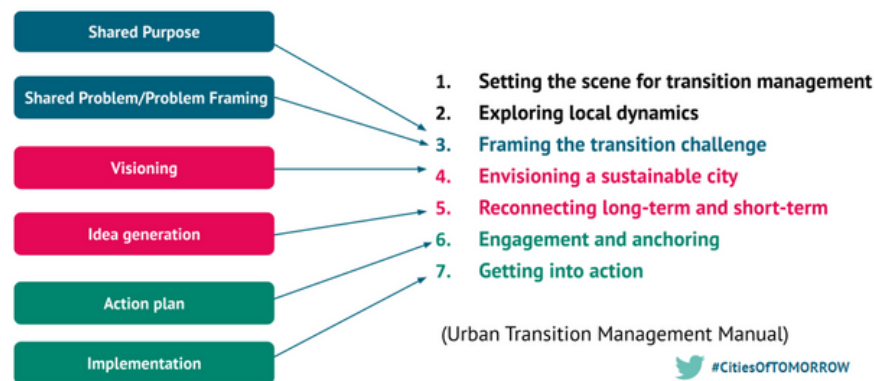 Shared Purpose
Shared Problem/Problem Framing
Visioning
Idea generation
Action plan
Implementation
1. Setting the scene for transition management
2. Exploring local dynamics
3. Framing the transition challenge
4. Envisioning a sustainable city
5. Reconnecting long-term and short-term
6. Engagement and anchoring
7. Getting into action
(Urban Transition Management Manual)
#CitiesOfTOMORROW